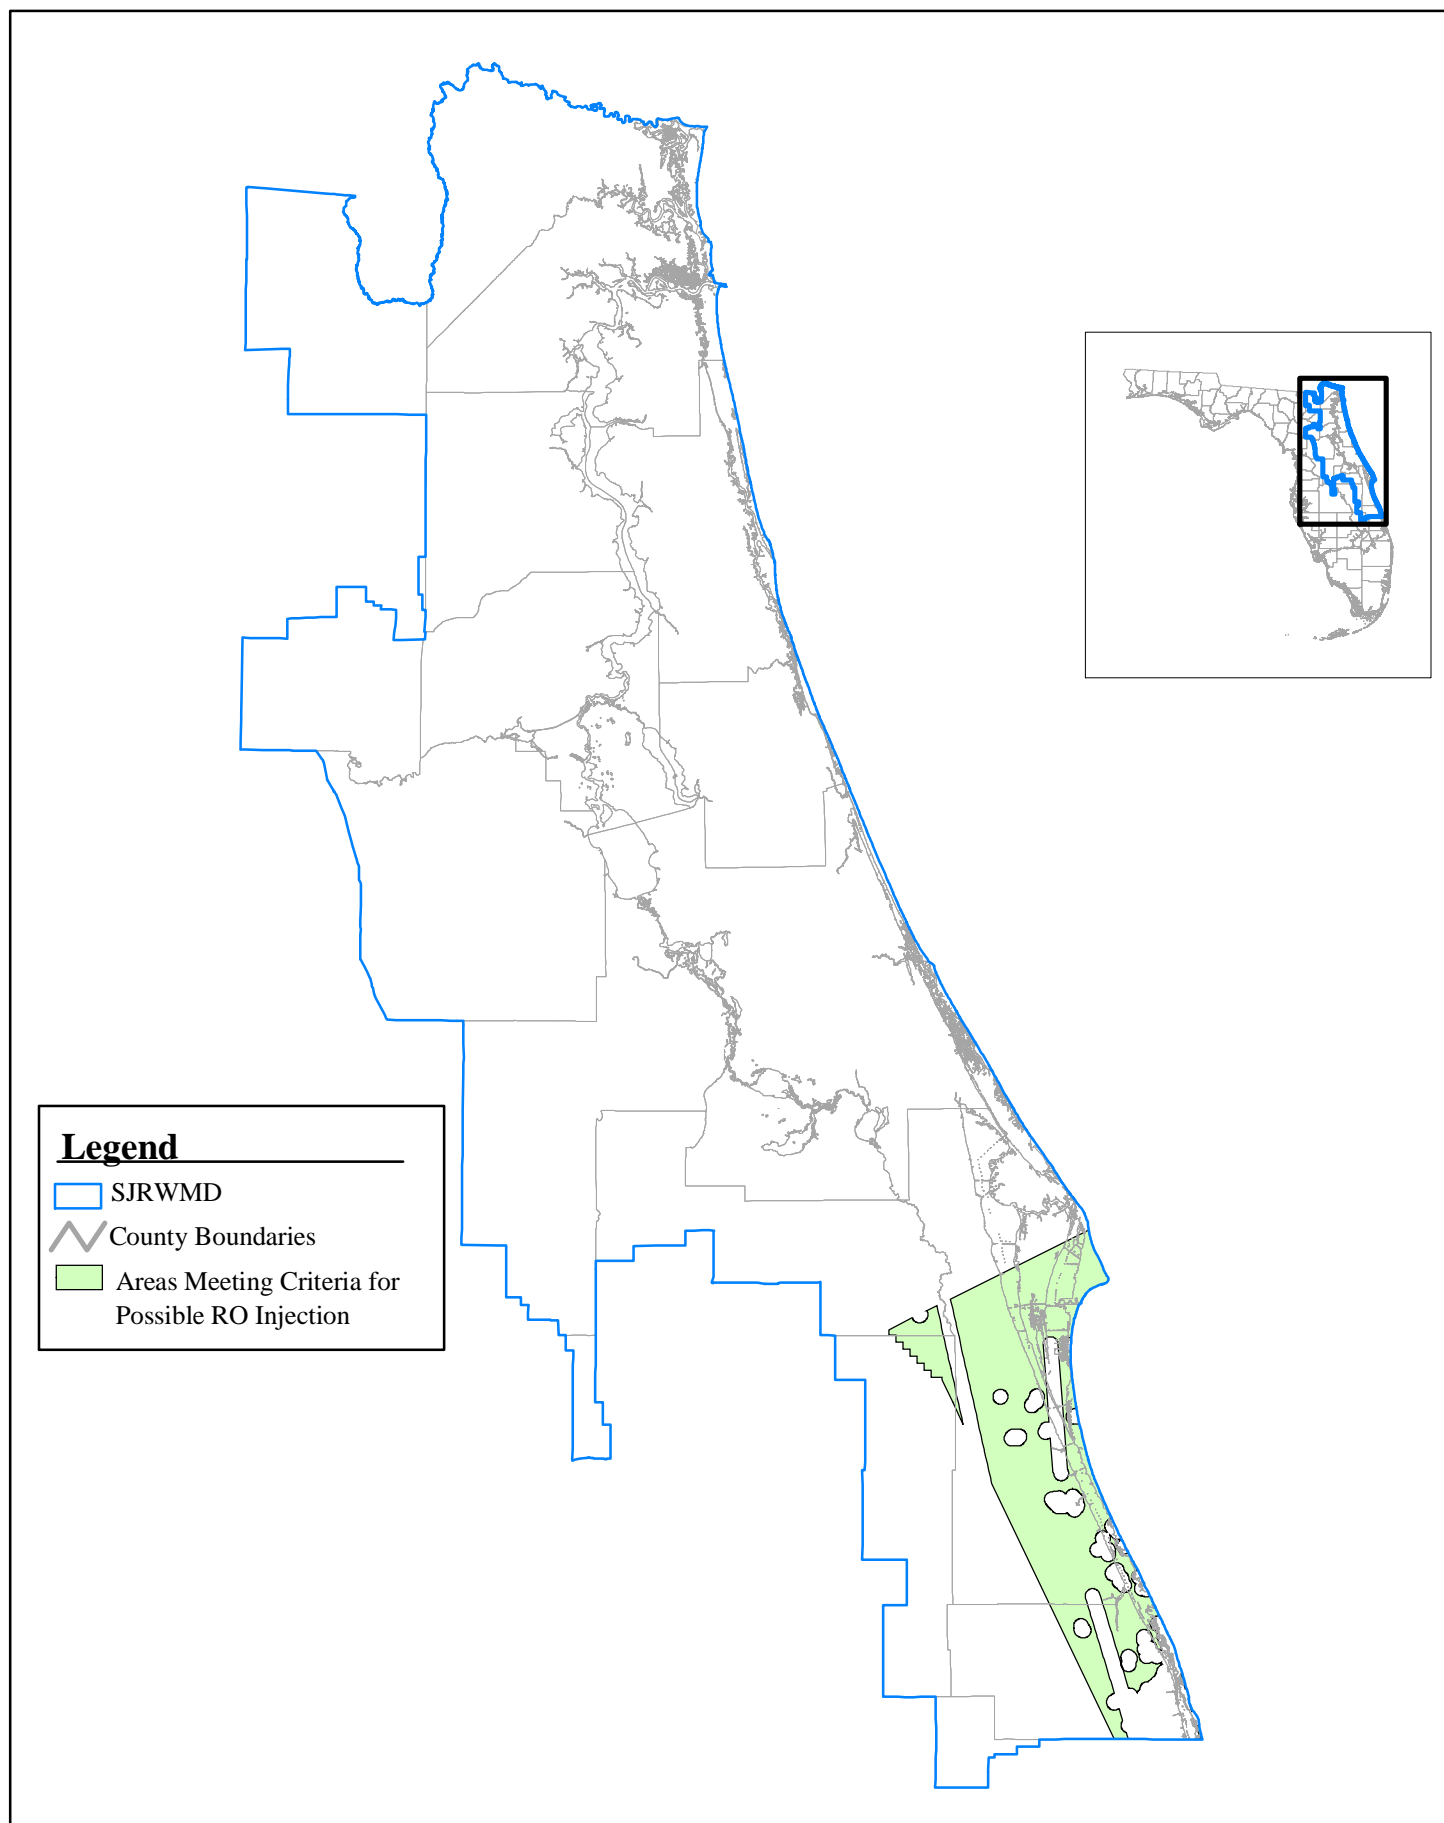 Legend
SJRWMD
County Boundaries
Areas Meeting Criteria for
Possible RO Injection